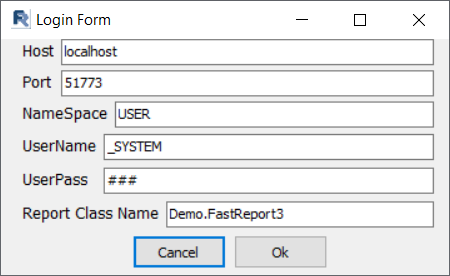 Login Form
Host localhost
Port 51773
NameSpace USER
UserName _SYSTEM
UserPass ###
Report Class Name Demo.FastReport3
Cancel Ok